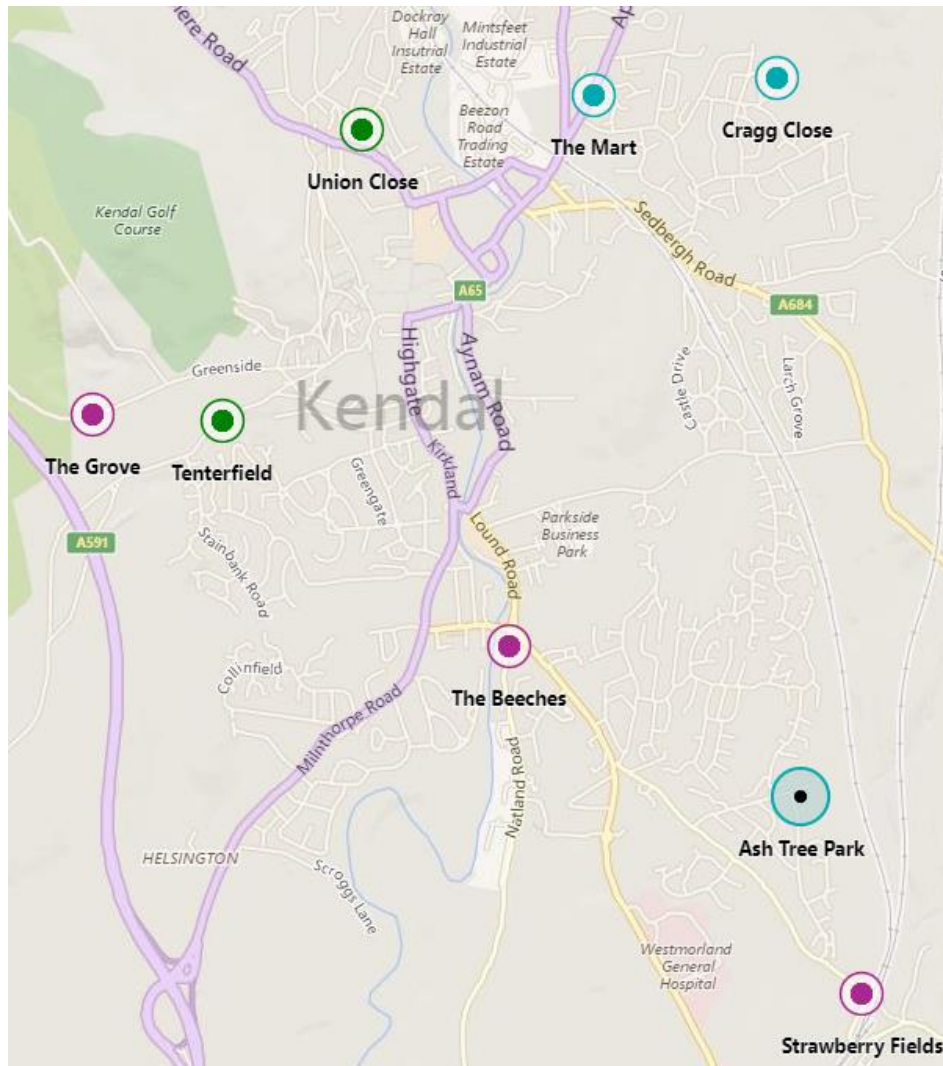 Dockray
Hall
Insutrial
Estate
Mintsfeet
Industrial
Estate
ere Road
Ap
Cragg Close
The Mart
Beezon
Road
Trading
Estate
Union Close
Kendal Golf
Course
Sedbergh Road
A65
A684
Highgate
Aynam Road
Greenside
Castle Drive
Larch Grove
Kendal
The Grove
Tenterfield
Kirkland
Greengate
Lound Road
Parkside
Business
Park
A591
Stainbank Road
Collinfield
The Beeches
Milnthorpe Road
Natland Road
Ash Tree Park
HELSINGTON
Scroggs Lane
Westmorland
General
Hospital
Strawberry Fields